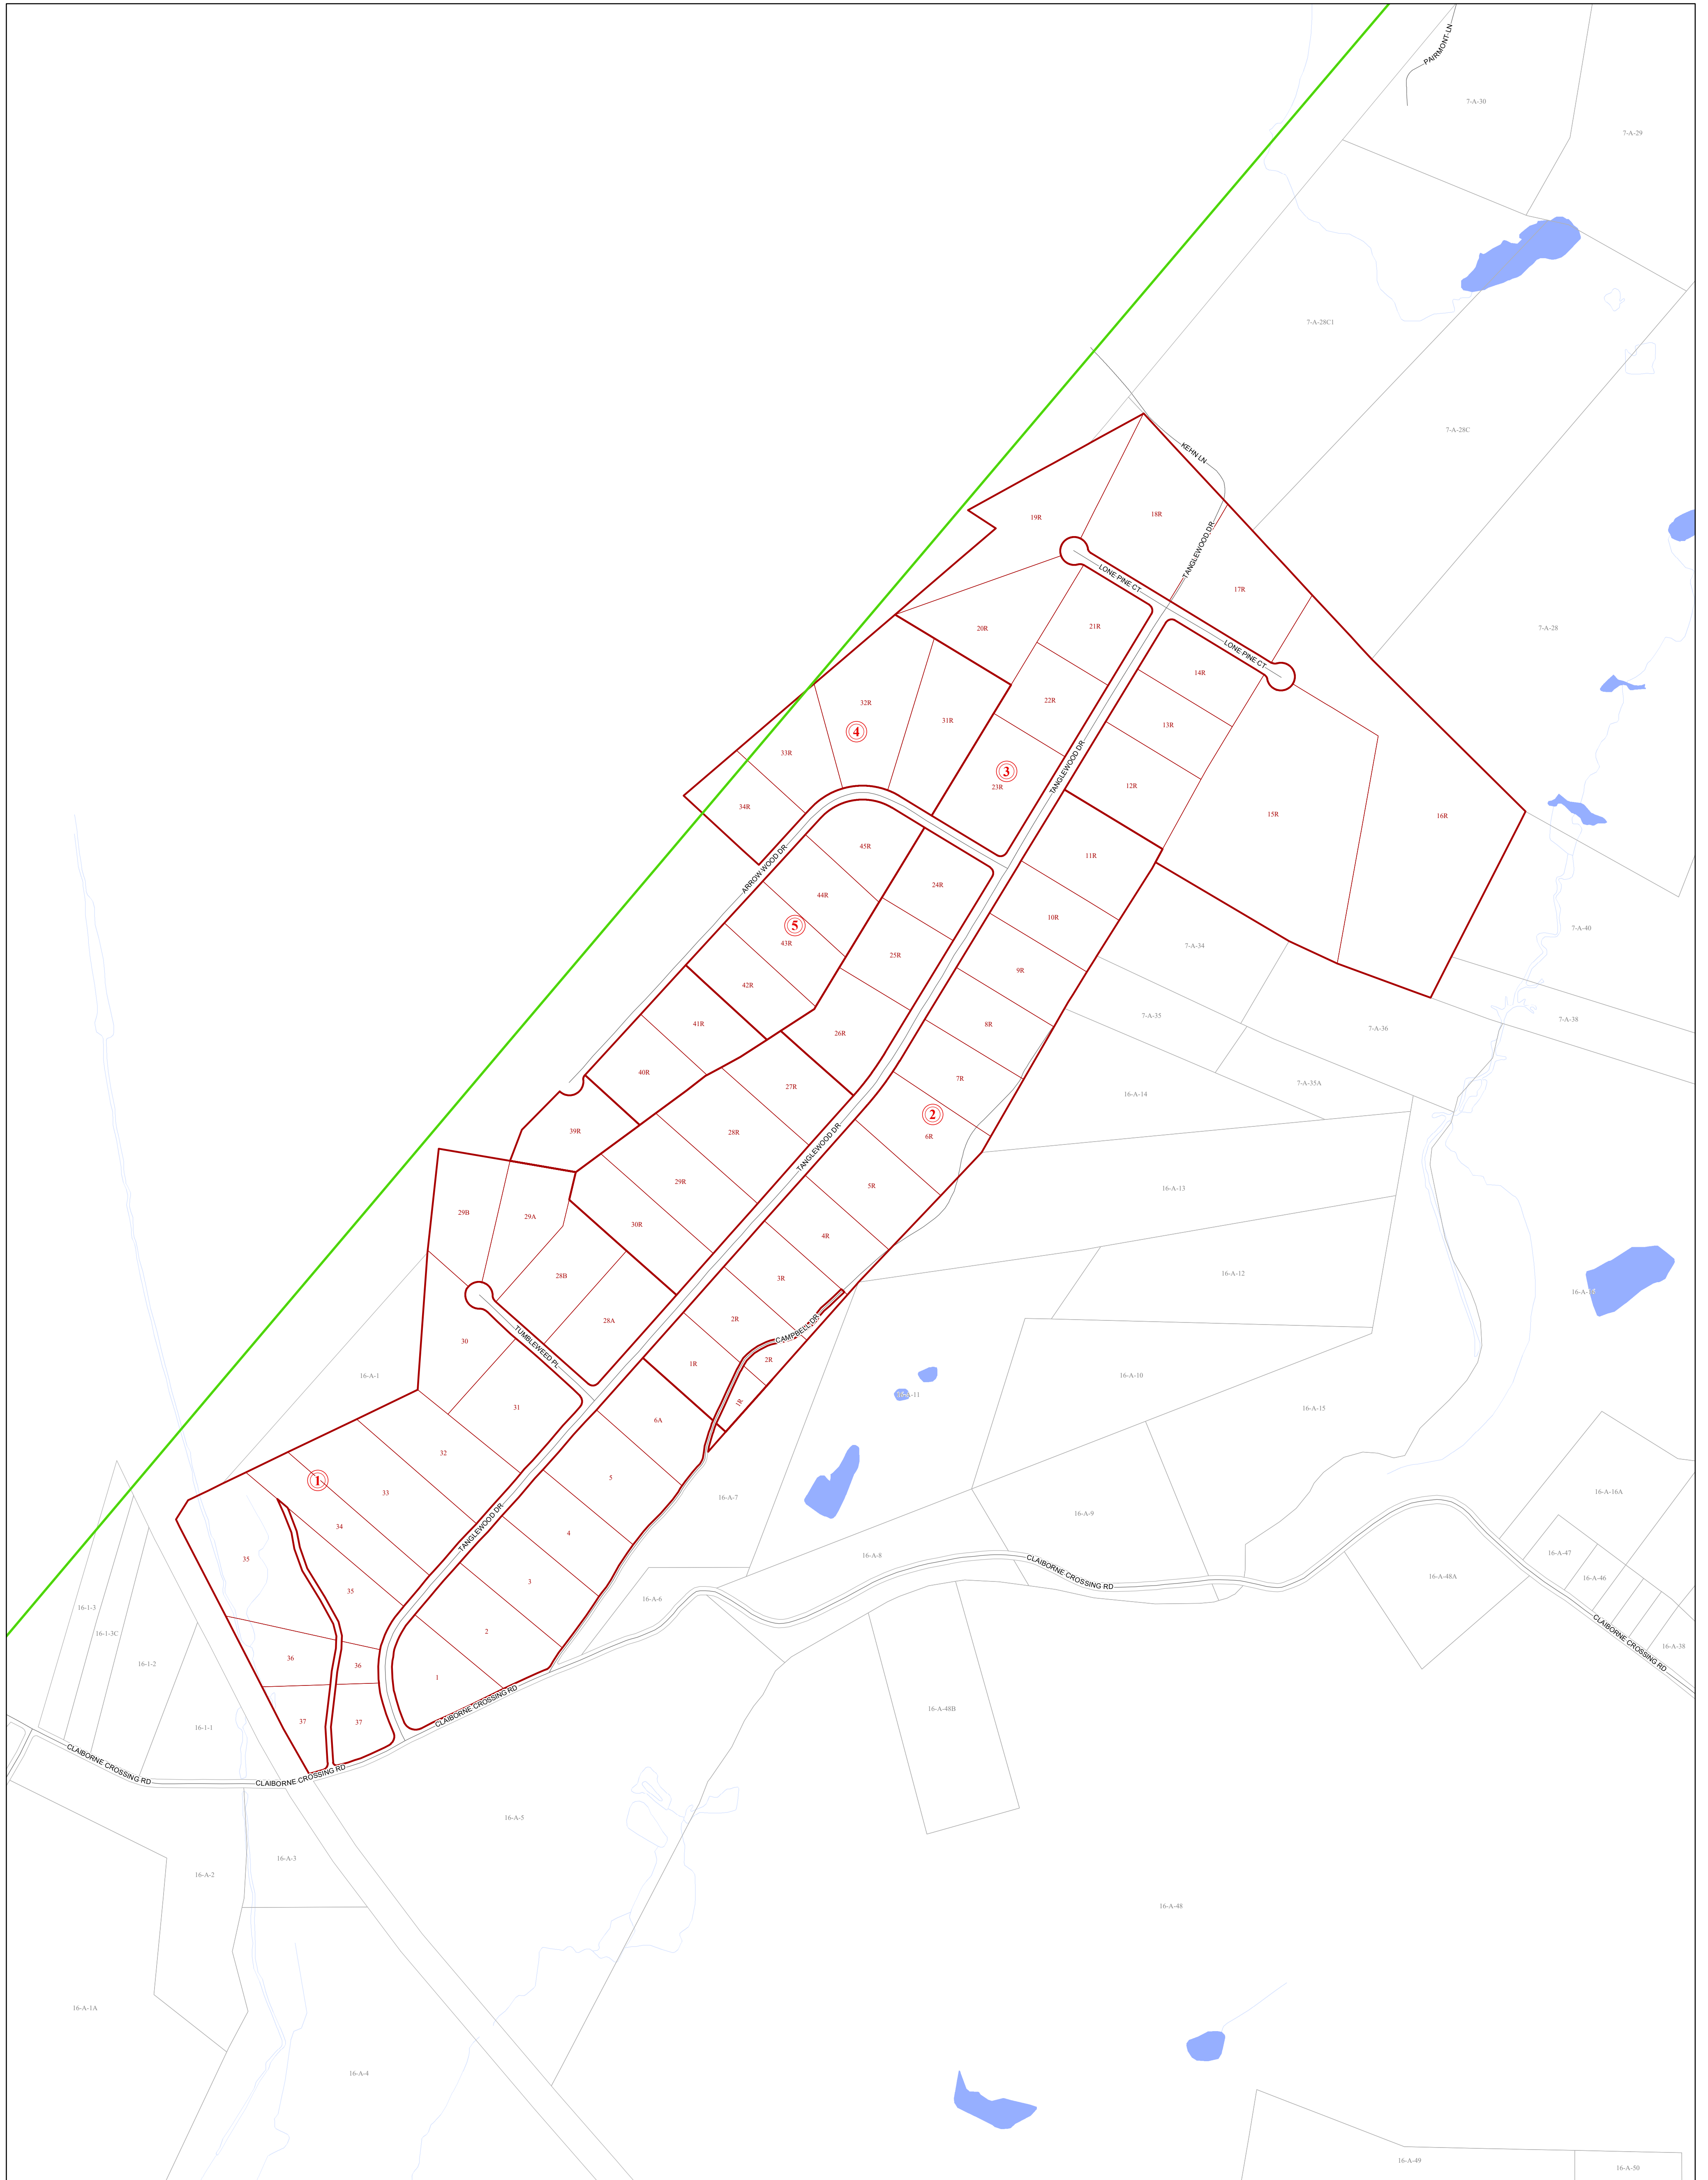 PAIRMONT LN
7-A-30
7-A-29
7-A-28C1
7-A-28C
KEHN LN
19R
18R
TANGLEWOOD DR
LONE PINE CT
17R
7-A-28
21R
20R
LONE PINE CT
14R
22R
32R
31R
13R
4
33R
TANGLEWOOD DR
3
23R
12R
34R
15R
16R
45R
ARROW WOOD DR
11R
24R
44R
10R
5
7-A-40
43R
7-A-34
25R
9R
42R
7-A-35
7-A-38
41R
8R
7-A-36
26R
40R
7R
7-A-35A
27R
16-A-14
2
39R
28R
TANGLEWOOD DR
6R
29R
5R
16-A-13
29B
29A
30R
4R
16-A-12
28B
3R
28A
2R
CAMPBELL DR
30
TUMBLEWEED PL
1R
2R
16-A-1
16-A-10
16-A-11
1R
31
16-A-15
6A
32
5
1
33
16-A-7
16-A-16A
TANGLEWOOD DR
16-A-9
34
4
35
16-A-8
CLAIBORNE CROSSING RD
16-A-47
16-A-48A
16-A-46
3
35
16-A-6
16-1-3
CLAIBORNE CROSSING RD
16-1-3C
2
16-A-38
36
16-1-2
36
1
CLAIBORNE CROSSING RD
16-A-48B
37
37
16-1-1
CLAIBORNE CROSSING RD
CLAIBORNE CROSSING RD
16-A-5
16-A-3
16-A-2
16-A-48
16-A-1A
16-A-4
16-A-49
16-A-50